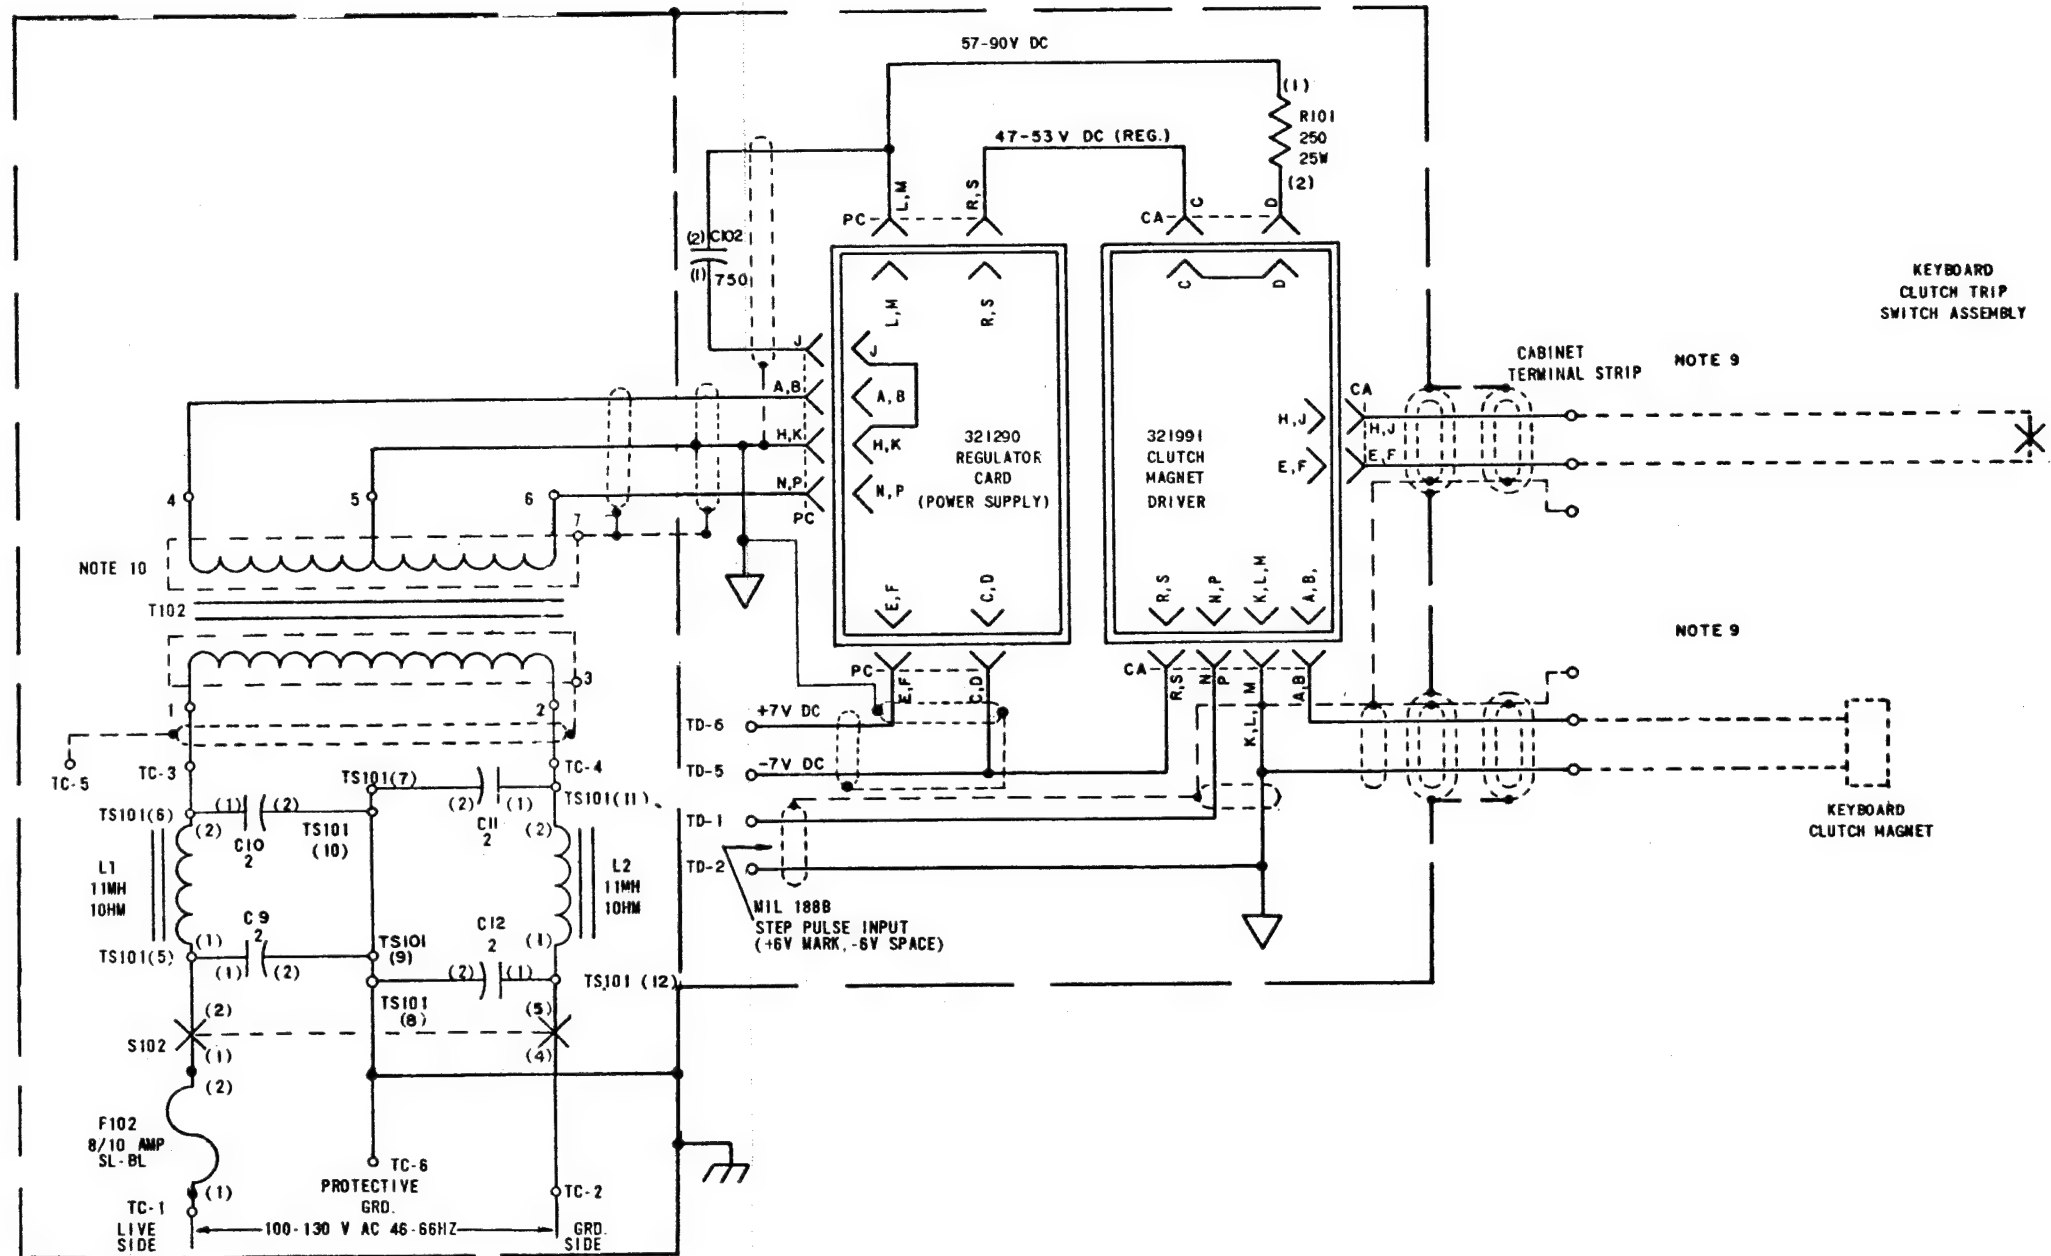 57-90V DC
(1)
R101
250
25W
(2)
47-53 V DC (REG.)
L,M
R,S
C
D
PC
CA
(2) C102
(1) 750
L,M
R,S
C
D
KEYBOARD
CLUTCH TRIP
SWITCH ASSEMBLY
CABINET
TERMINAL STRIP
NOTE 9
J
J
A,B
A,B
H,K
H,K
N,P
N,P
PC
321290
REGULATOR
CARD
(POWER SUPPLY)
321991
CLUTCH
MAGNET
DRIVER
CA
H,J
H,J
E,F
E,F
4
5
6
7
NOTE 10
T102
E,F
C,D
R,S
N,P
K,L,M
A,B,
NOTE 9
PC
E,F
C,D
CA
R,S
N
P
K,L,M
A,B
3
1
2
TC-5
TC-3
TC-4
TD-6
+7V DC
TD-5
-7V DC
TS101(7)
TS101(6)
(1)
(2)
(2)
(1)
TS101(11)
(2)
C10
2
TS101
(10)
C11
2
(2)
TD-1
TD-2
L1
11MH
10HM
L2
11MH
10HM
MIL 188B
STEP PULSE INPUT
(+6V MARK, -6V SPACE)
KEYBOARD
CLUTCH MAGNET
C9
2
C12
2
(1)
(1)
TS101(5)
(1)
(2)
TS101
(9)
(2)
(1)
TS101 (12)
TS101
(8)
(2)
(5)
S102
(1)
(4)
(2)
F102
8/10 AMP
SL-BL
(1)
TC-1
LIVE
SIDE
TC-6
PROTECTIVE
GRD.
TC-2
100-130 V AC 46-66HZ
GRD.
SIDE